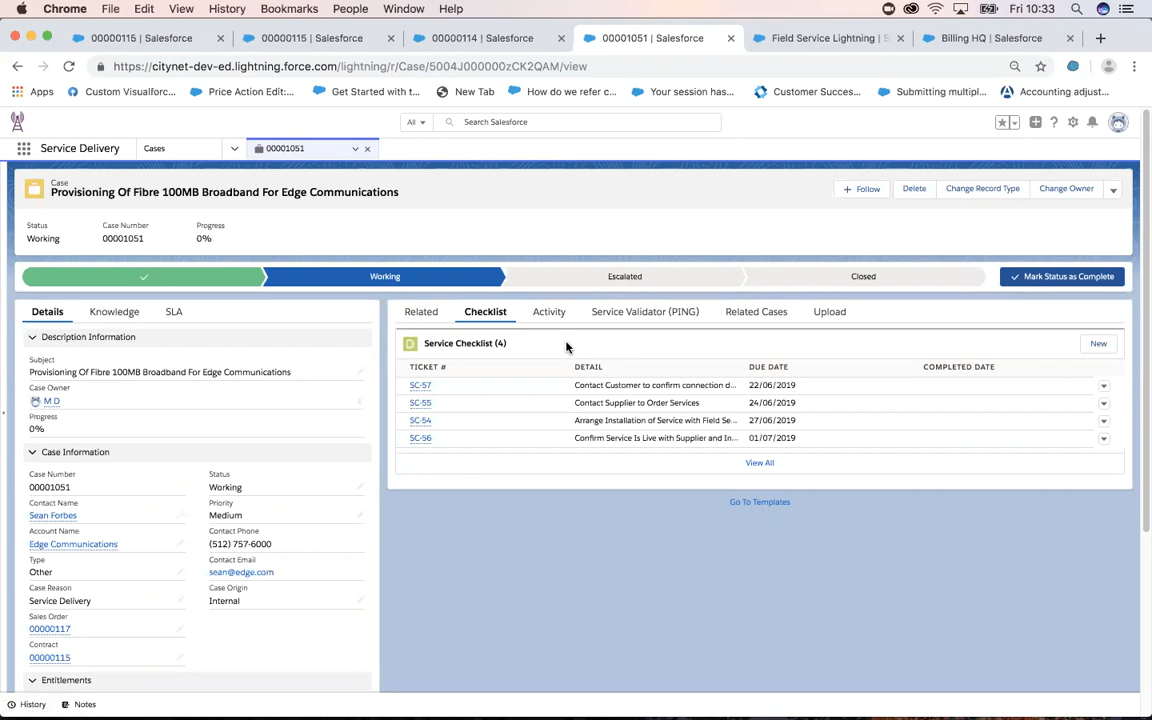 Chrome File Edit View History Bookmarks People Window Help Fri 10:33
00000115 | Salesforce 00000115 | Salesforce 00000114 | Salesforce 00001051 | Salesforce Field Service Lightning | S Billing HQ | Salesforce
https://citynet-dev-ed.lightning.force.com/lightning/r/Case/5004J000000zCK2QAM/view
Apps Custom Visualforc... Price Action Edit:... Get Started with t... New Tab How do we refer c... Your session has... Customer Succes... Submitting multipl... Accounting adjust...
All Search Salesforce
Service Delivery Cases 00001051
Case
Provisioning Of Fibre 100MB Broadband For Edge Communications
Follow Delete Change Record Type Change Owner
Status Case Number Progress
Working 00001051 0%
Working Escalated Closed Mark Status as Complete
Details Knowledge SLA
Description Information
Subject
Provisioning Of Fibre 100MB Broadband For Edge Communications
Case Owner
M D
Progress
0%
Case Information
Case Number Status
00001051 Working
Contact Name Priority
Sean Forbes Medium
Account Name Contact Phone
Edge Communications (512) 757-6000
Type Contact Email
Other sean@edge.com
Case Reason Case Origin
Service Delivery Internal
Sales Order
00000117
Contract
00000115
Entitlements
Related Checklist Activity Service Validator (PING) Related Cases Upload
Service Checklist (4) New
TICKET # DETAIL DUE DATE COMPLETED DATE
SC-57 Contact Customer to confirm connection d... 22/06/2019
SC-55 Contact Supplier to Order Services 24/06/2019
SC-54 Arrange Installation of Service with Field Se... 27/06/2019
SC-56 Confirm Service Is Live with Supplier and In... 01/07/2019
View All
Go To Templates
History Notes